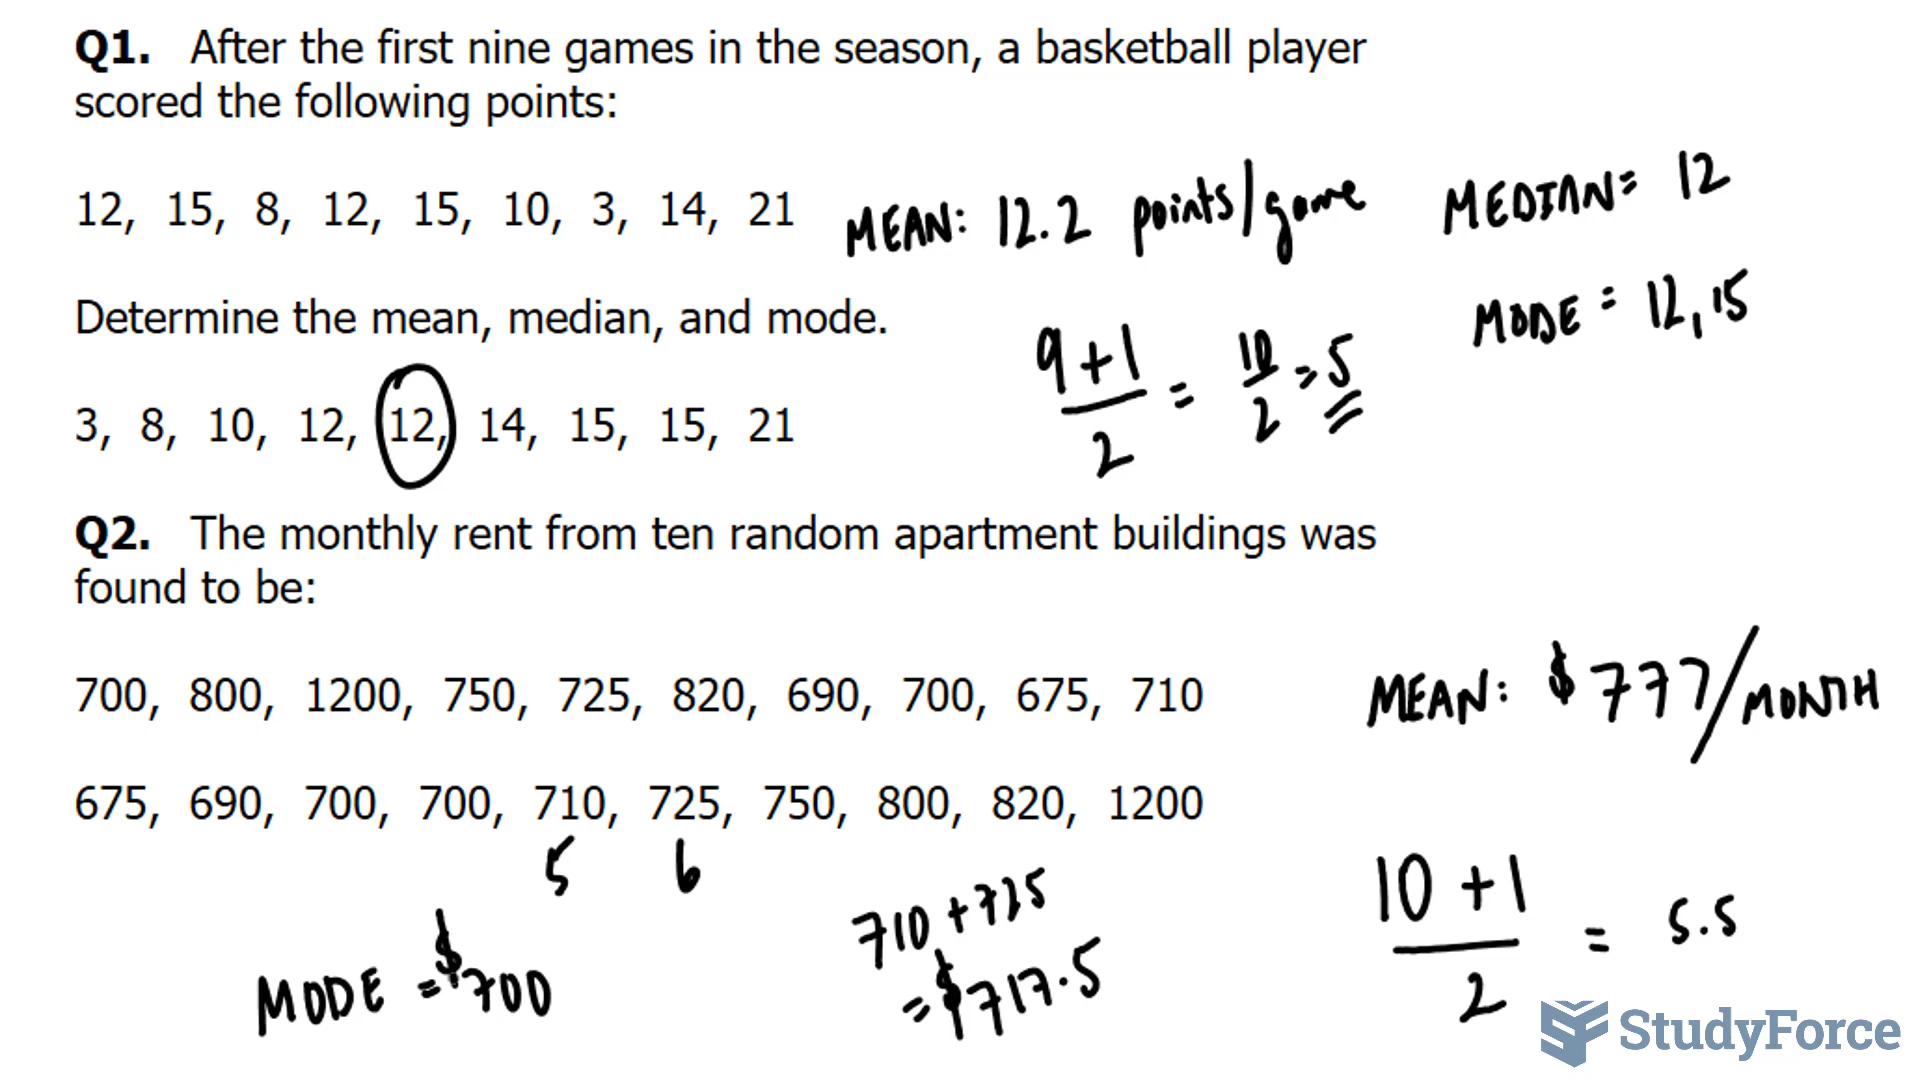 Q1. After the first nine games in the season, a basketball player
scored the following points:
12, 15, 8, 12, 15, 10, 3, 14, 21
MEAN: 12.2 points/game
MEDIAN= 12
MODE = 12,15
Determine the mean, median, and mode.
9+1
2
=
10
2
=5
3, 8, 10, 12, 12, 14, 15, 15, 21
Q2. The monthly rent from ten random apartment buildings was
found to be:
700, 800, 1200, 750, 725, 820, 690, 700, 675, 710
MEAN: $777/MONTH
675, 690, 700, 700, 710, 725, 750, 800, 820, 1200
5 6
MODE = $700
710+725
= $717.5
10+1
2
= 5.5
StudyForce